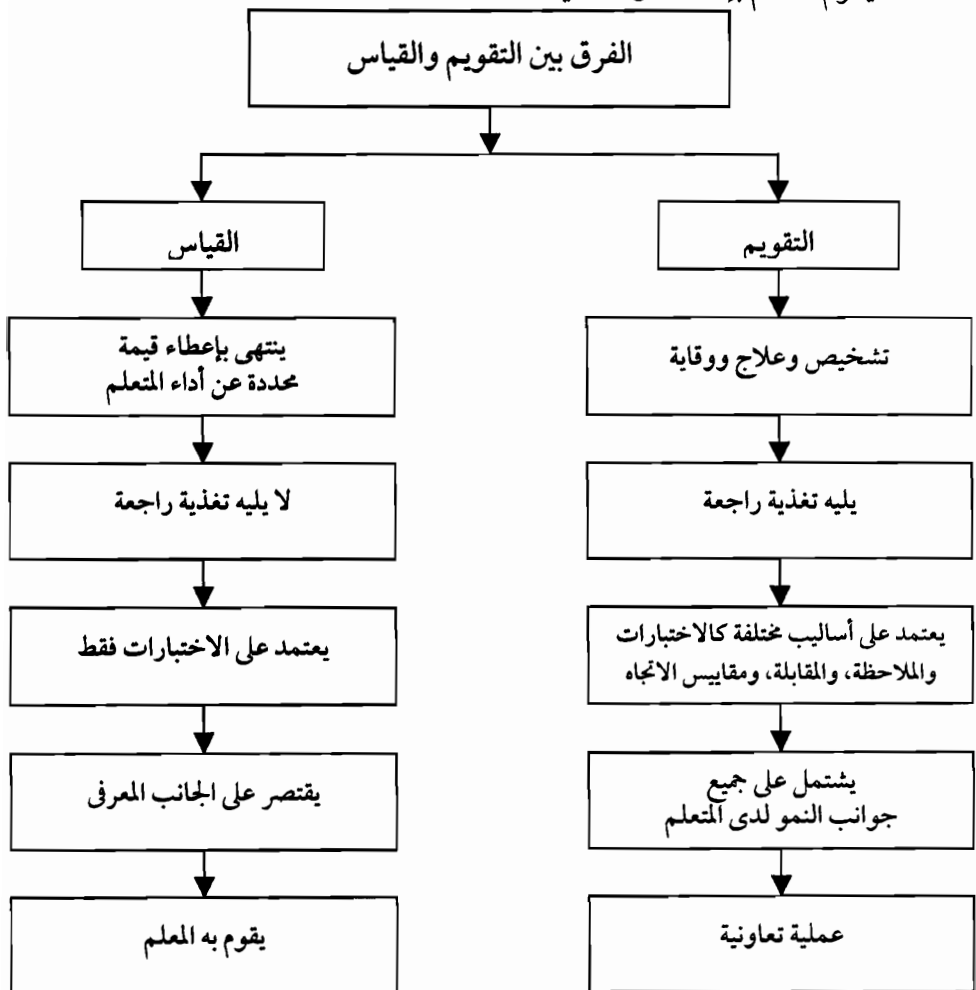 الفرق بين التقويم والقياس
التقويم
القياس
تشخيص وعلاج ووقاية
ينتهى بإعطاء قيمة
محددة عن أداء المتعلم
يليه تغذية راجعة
لا يليه تغذية راجعة
يعتمد على أساليب مختلفة كالاختبارات
والملاحظة، والمقابلة، ومقاييس الاتجاه
يعتمد على الاختبارات فقط
يشتمل على جميع
جوانب النمو لدى المتعلم
يقتصر على الجانب المعرفى
عملية تعاونية
يقوم به المعلم